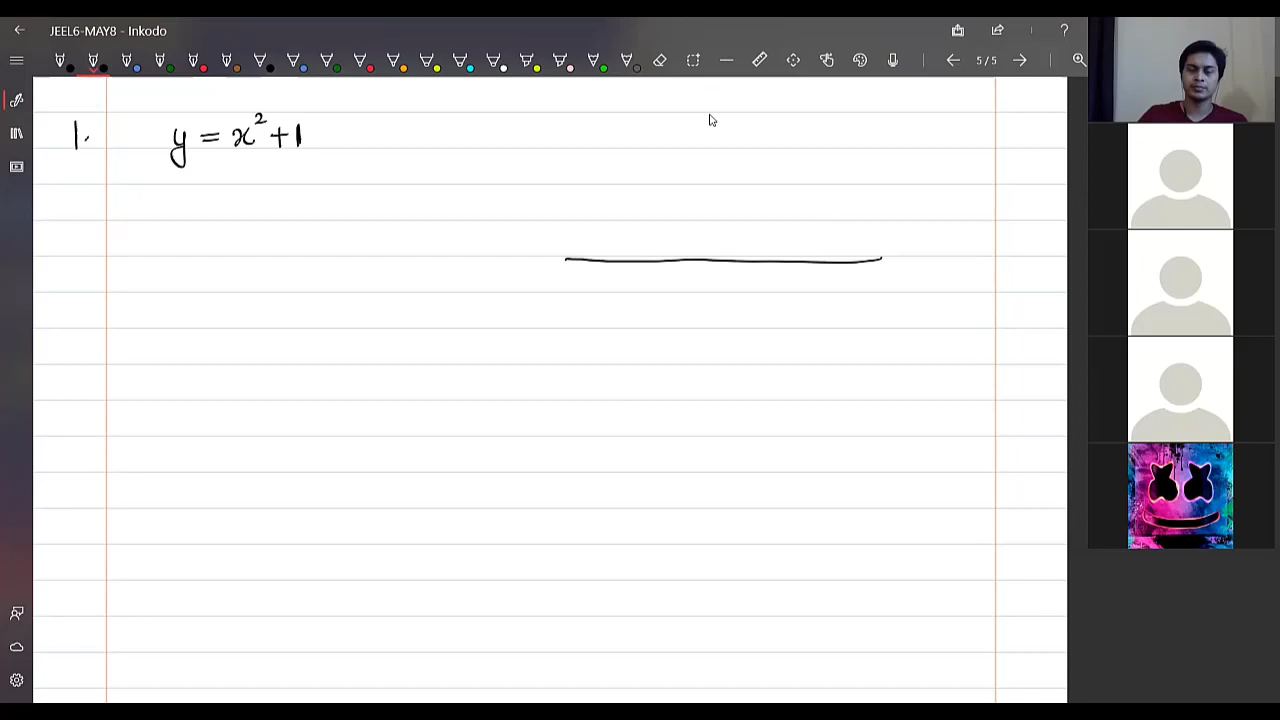 JEEL6-MAY8 - Inkodo
5/5
1. y = x² + 1